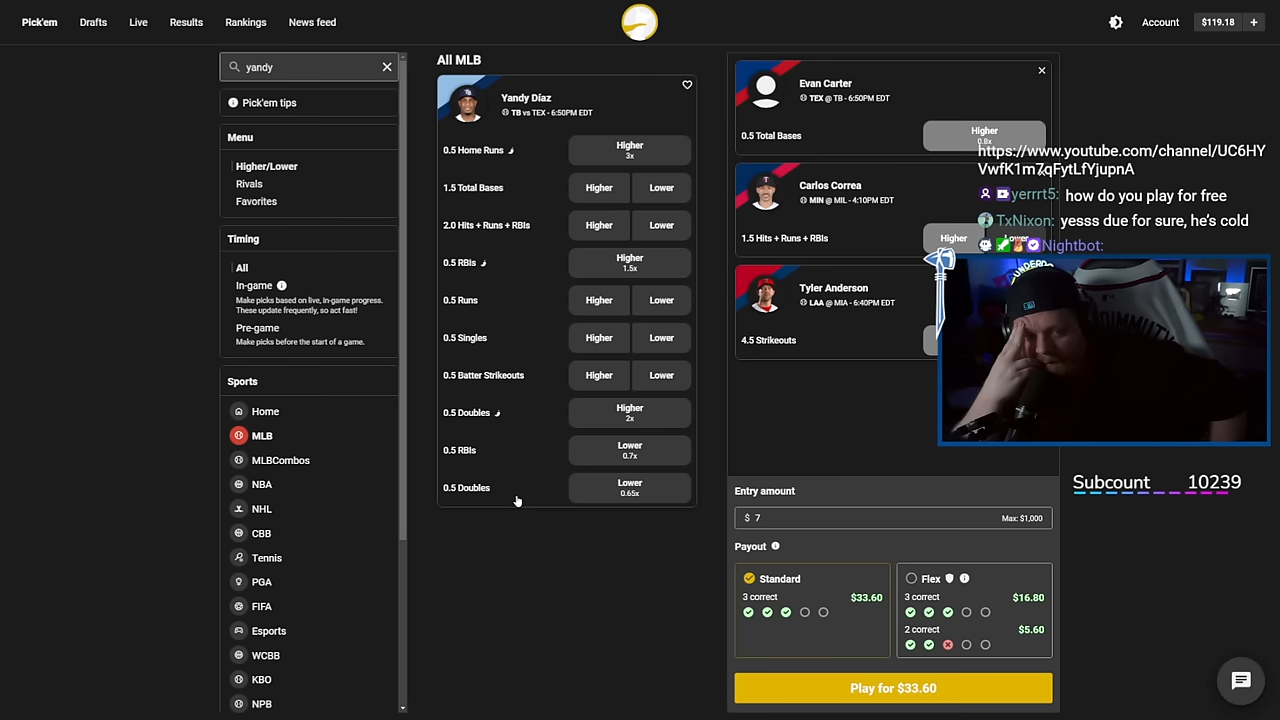 Pick'em
Drafts
Live
Results
Rankings
News feed
Account
$119.18 +
yandy
Pick'em tips
Menu
Higher/Lower
Rivals
Favorites
Timing
All
In-game
Make picks based on live, in-game progress.
These update frequently, so act fast!
Pre-game
Make picks before the start of a game.
Sports
Home
MLB
MLBCombos
NBA
NHL
CBB
Tennis
PGA
FIFA
Esports
WCBB
KBO
NPB
All MLB
Yandy Díaz
TB vs TEX - 6:50PM EDT
0.5 Home Runs
Higher
3x
1.5 Total Bases
Higher
Lower
2.0 Hits + Runs + RBIs
Higher
Lower
0.5 RBIs
Higher
1.5x
0.5 Runs
Higher
Lower
0.5 Singles
Higher
Lower
0.5 Batter Strikeouts
Higher
Lower
0.5 Doubles
Higher
2x
0.5 RBIs
Lower
0.7x
0.5 Doubles
Lower
0.65x
Evan Carter
TEX @ TB - 6:50PM EDT
0.5 Total Bases
Higher
0.8x
Carlos Correa
MIN @ MIL - 4:10PM EDT
1.5 Hits + Runs + RBIs
Higher
Lower
Tyler Anderson
LAA @ MIA - 6:40PM EDT
4.5 Strikeouts
https://www.youtube.com/channel/UC6HY
VwfK1m7qFytLfYjupnA
yerrrt5: how do you play for free
TxNixon: yesss due for sure, he's cold
Nightbot:
Subcount 10239
Entry amount
$ 7
Max: $1,000
Payout
Standard
3 correct
$33.60
Flex
3 correct
$16.80
2 correct
$5.60
Play for $33.60